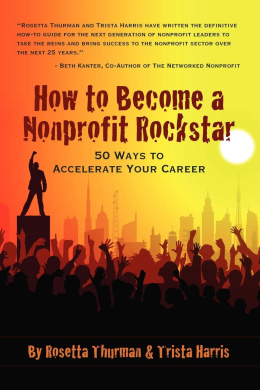 "Rosetta Thurman and Trista Harris have written the definitive
how-to guide for the next generation of nonprofit leaders to
take the reins and bring success to the nonprofit sector over
the next 25 years."
- Beth Kanter, Co-Author of The Networked Nonprofit
How to Become a
Nonprofit Rockstar
50 Ways to
Accelerate Your Career
By Rosetta Thurman & Trista Harris